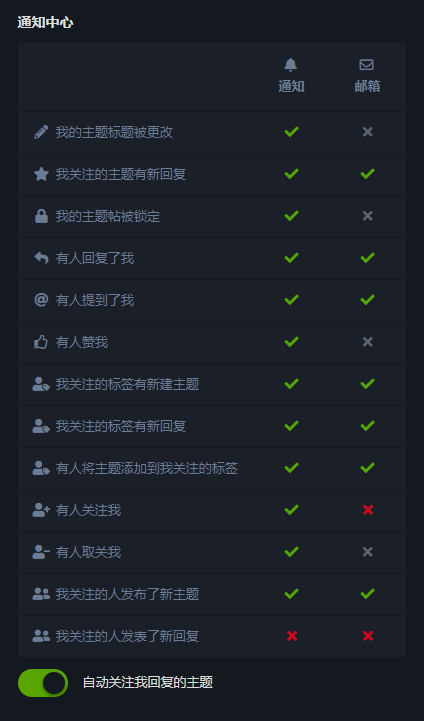 通知中心
通知 邮箱
我的主题标题被更改
我关注的主题有新回复
我的主题帖被锁定
有人回复了我
有人提到了我
有人赞我
我关注的标签有新建主题
我关注的标签有新回复
有人将主题添加到我关注的标签
有人关注我
有人取关我
我关注的人发布了新主题
我关注的人发表了新回复
自动关注我回复的主题